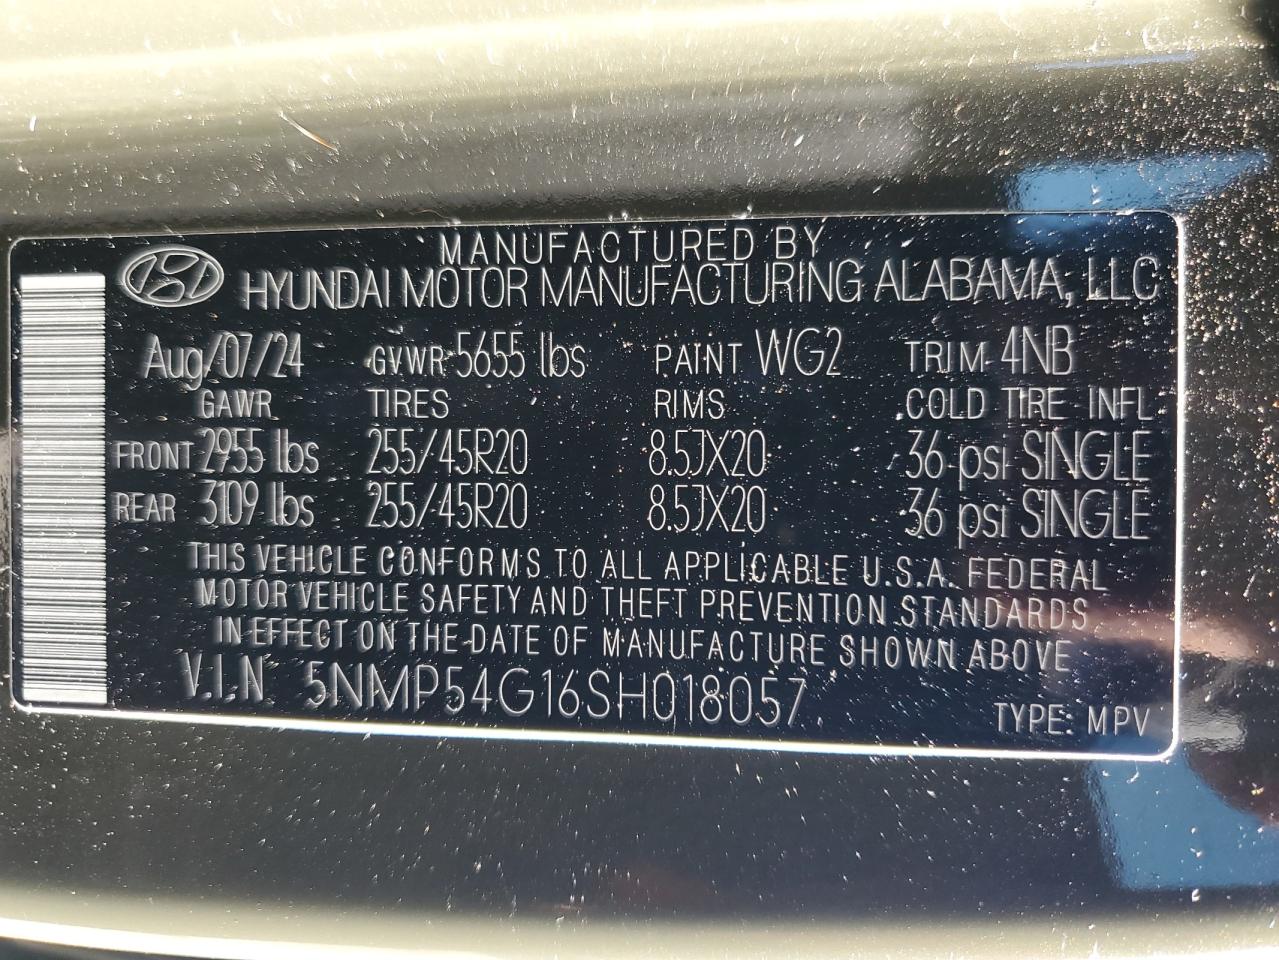 MANUFACTURED BY
HYUNDAI MOTOR MANUFACTURING ALABAMA, LLC
Aug/07/24 GVWR 5655 lbs PAINT WG2 TRIM 4NB
GAWR TIRES RIMS COLD TIRE INFL
FRONT 2955 lbs 255/45R20 8.5JX20 36 psi SINGLE
REAR 3109 lbs 255/45R20 8.5JX20 36 psi SINGLE
THIS VEHICLE CONFORMS TO ALL APPLICABLE U.S.A. FEDERAL
MOTOR VEHICLE SAFETY AND THEFT PREVENTION STANDARDS
IN EFFECT ON THE DATE OF MANUFACTURE SHOWN ABOVE
V.I.N 5NMP54G16SH018057
TYPE: MPV